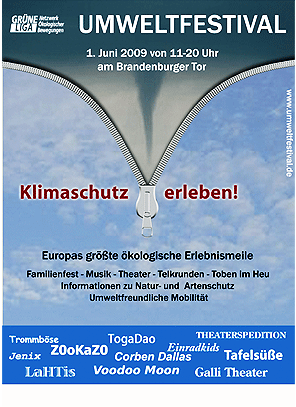 GRÜNE LIGA
Netzwerk
Ökologischer
Bewegungen
UMWELTFESTIVAL
1. Juni 2009 von 11-20 Uhr
am Brandenburger Tor
www.umweltfestival.de
Klimaschutz erleben!
Europas größte ökologische Erlebnismeile
Familienfest - Musik - Theater - Talkrunden - Toben im Heu
Informationen zu Natur- und Artenschutz
Umweltfreundliche Mobilität
Trommböse
TogaDao
THEATERSPEDITION
Jenix
ZOoKaZO
Corben Dallas
Einradkids
Tafelsüße
LaHTis
Voodoo Moon
Galli Theater